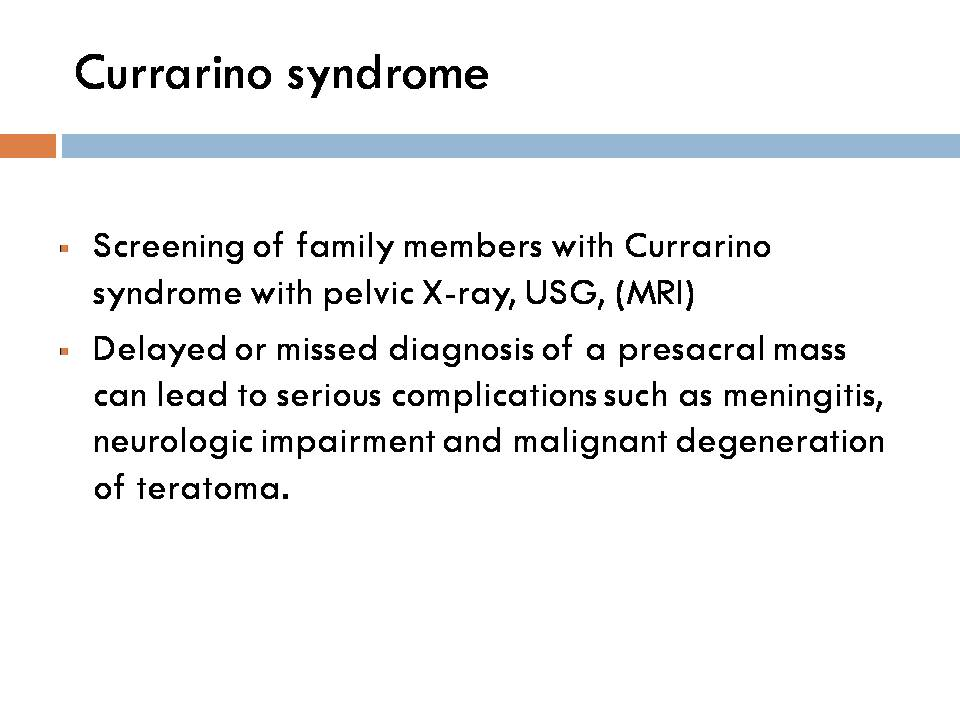 Currarino syndrome
Screening of family members with Currarino
syndrome with pelvic X-ray, USG, (MRI)
Delayed or missed diagnosis of a presacral mass
can lead to serious complications such as meningitis,
neurologic impairment and malignant degeneration
of teratoma.